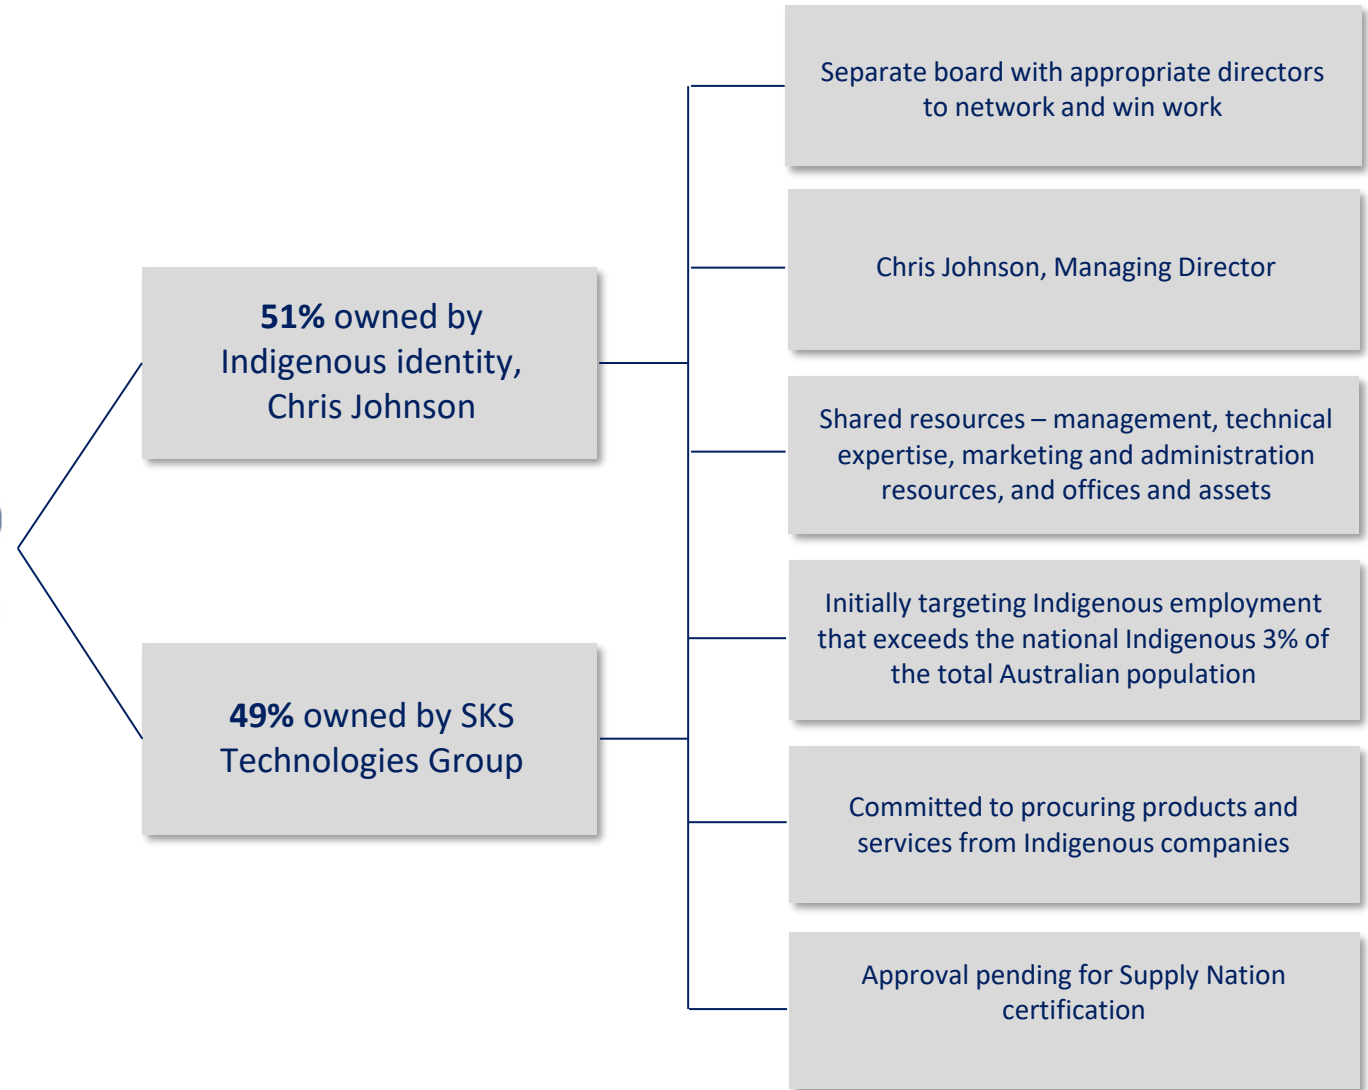 Separate board with appropriate directors
to network and win work
Chris Johnson, Managing Director
51% owned by
Indigenous identity,
Chris Johnson
Shared resources – management, technical
expertise, marketing and administration
resources, and offices and assets
Initially targeting Indigenous employment
that exceeds the national Indigenous 3% of
the total Australian population
49% owned by SKS
Technologies Group
Committed to procuring products and
services from Indigenous companies
Approval pending for Supply Nation
certification